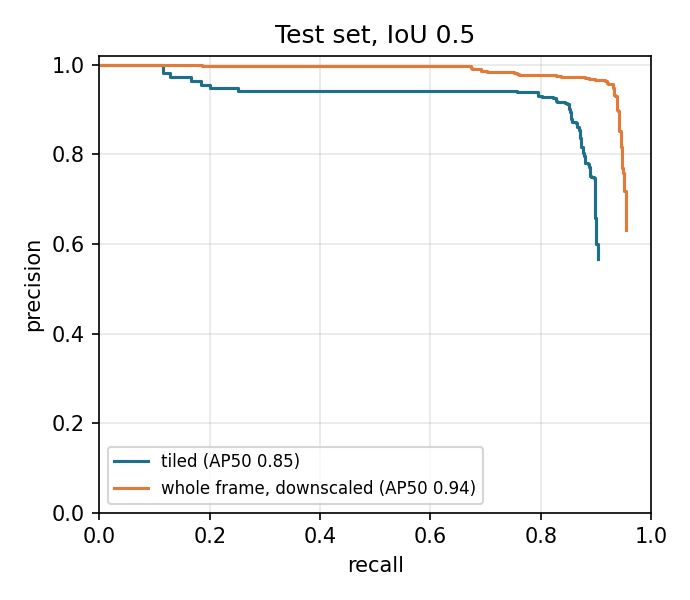 Test set, IoU 0.5
precision
1.0
0.8
0.6
0.4
0.2
0.0
tiled (AP50 0.85)
whole frame, downscaled (AP50 0.94)
0.0 0.2 0.4 0.6 0.8 1.0
recall